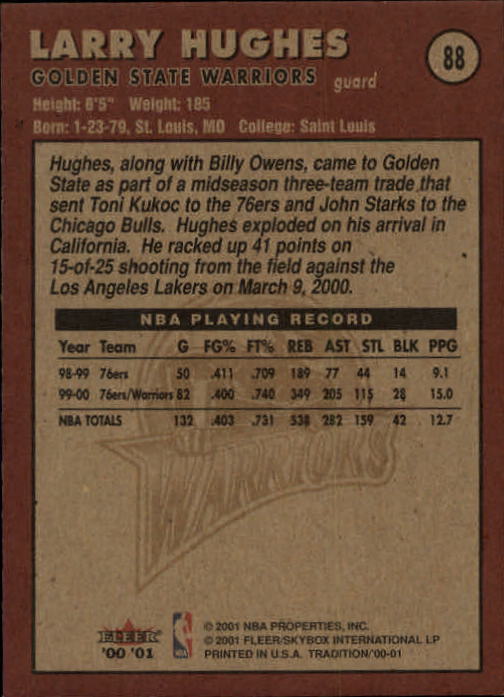 LARRY HUGHES
88
GOLDEN STATE WARRIORS guard
Height: 6'5" Weight: 185
Born: 1-23-79, St. Louis, MO College: Saint Louis
Hughes, along with Billy Owens, came to Golden
State as part of a midseason three-team trade that
sent Toni Kukoc to the 76ers and John Starks to the
Chicago Bulls. Hughes exploded on his arrival in
California. He racked up 41 points on
15-of-25 shooting from the field against the
Los Angeles Lakers on March 9, 2000.
NBA PLAYING RECORD
Year Team G FG% FT% REB AST STL BLK PPG
98-99 76ers 50 .411 .709 189 77 44 14 9.1
99-00 76ers/Warriors 82 .400 .740 349 205 115 28 15.0
NBA TOTALS 132 .403 .731 538 282 159 42 12.7
WARRIORS
FLEER
'00 '01
NBA
© 2001 NBA PROPERTIES, INC.
© 2001 FLEER/SKYBOX INTERNATIONAL LP
PRINTED IN U.S.A. TRADITION/'00-01